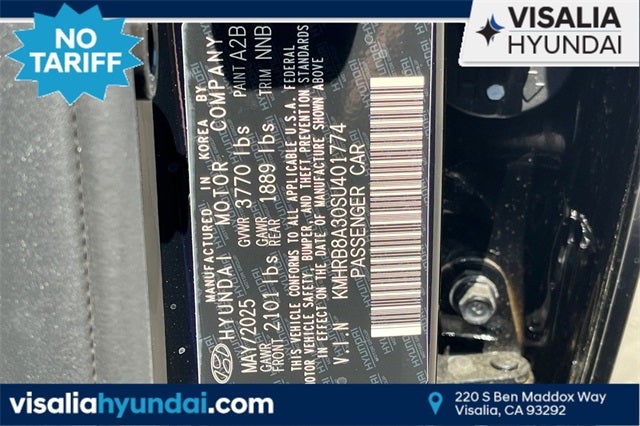 NO
TARIFF
VISALIA
HYUNDAI
MANUFACTURED IN KOREA BY
HYUNDAI MOTOR COMPANY
MAY/2025 GVWR 3770 lbs PAINT A2B
GAWR FRONT 2101 lbs GAWR REAR 1889 lbs TRIM NNB
THIS VEHICLE CONFORMS TO ALL APPLICABLE U.S.A. FEDERAL
MOTOR VEHICLE SAFETY, BUMPER, AND THEFT PREVENTION STANDARDS
IN EFFECT ON THE DATE OF MANUFACTURE SHOWN ABOVE
V I N KMHRB8A30SU401774
PASSENGER CAR
visaliahyundai.com
220 S Ben Maddox Way
Visalia, CA 93292